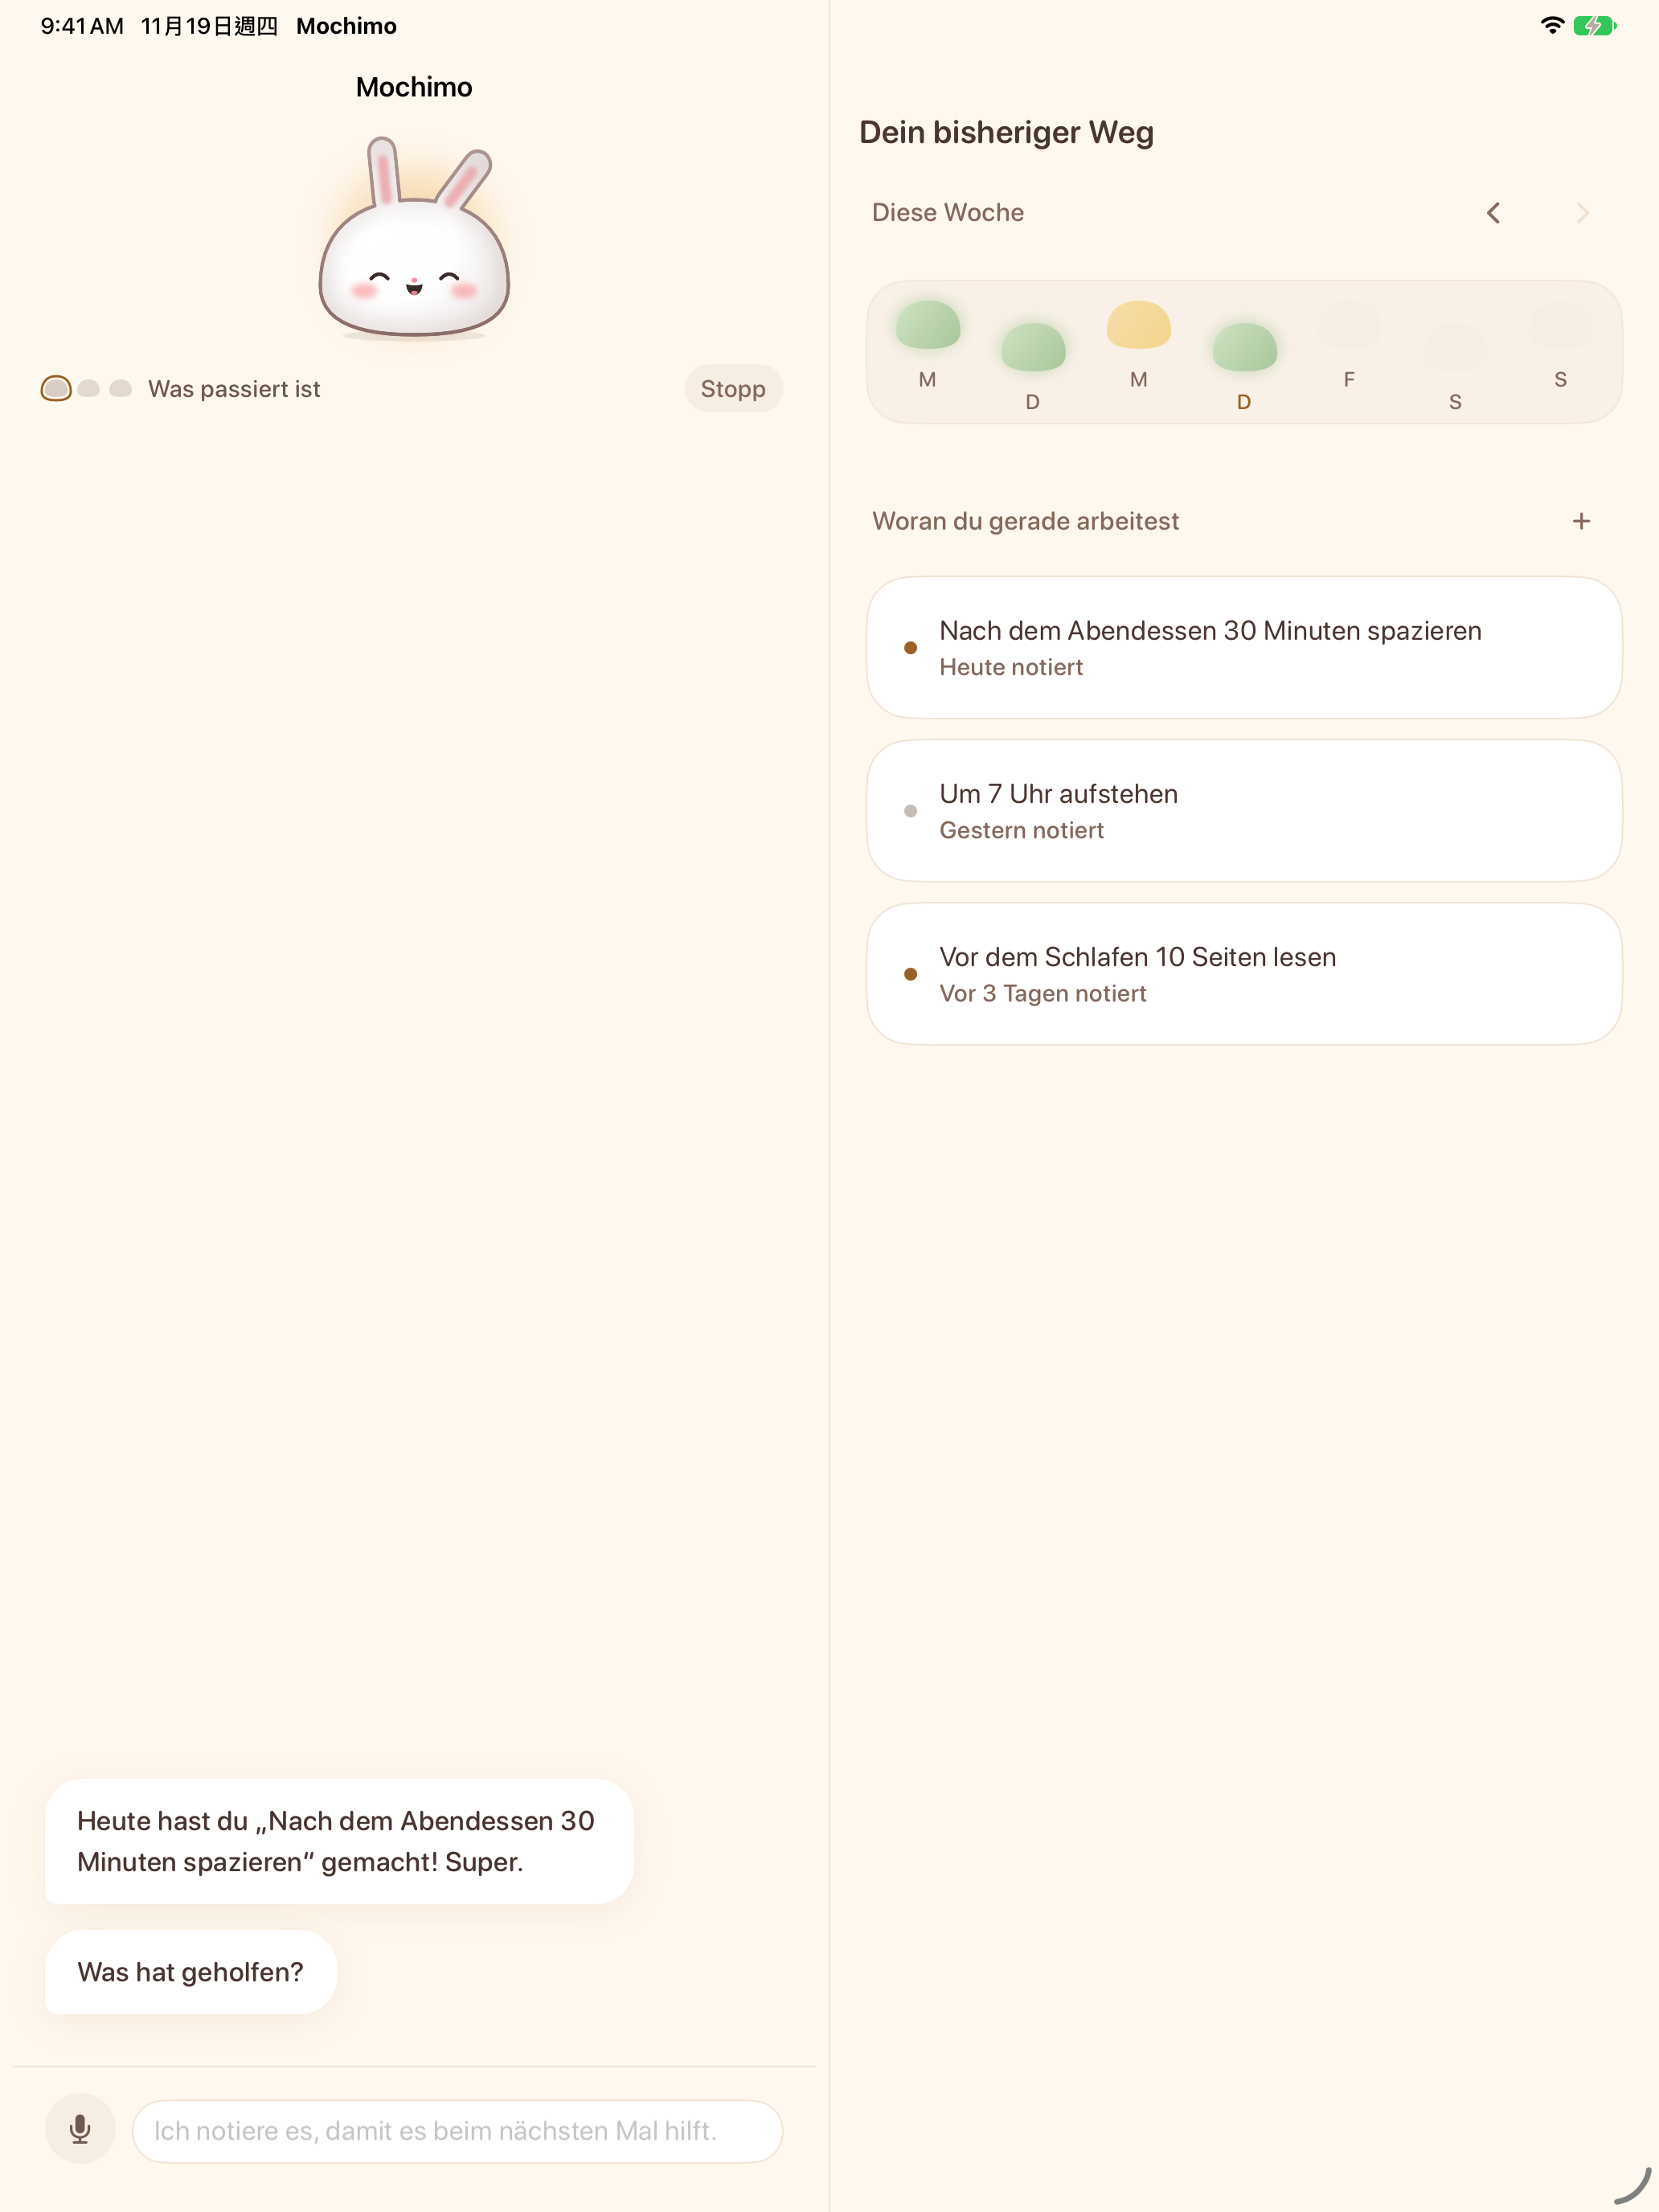 9:41 AM 11月19日週四 Mochimo
Mochimo
Was passiert ist
Stopp
Heute hast du „Nach dem Abendessen 30
Minuten spazieren“ gemacht! Super.
Was hat geholfen?
Ich notiere es, damit es beim nächsten Mal hilft.
Dein bisheriger Weg
Diese Woche
M
D
M
D
F
S
S
Woran du gerade arbeitest
+
Nach dem Abendessen 30 Minuten spazieren
Heute notiert
Um 7 Uhr aufstehen
Gestern notiert
Vor dem Schlafen 10 Seiten lesen
Vor 3 Tagen notiert